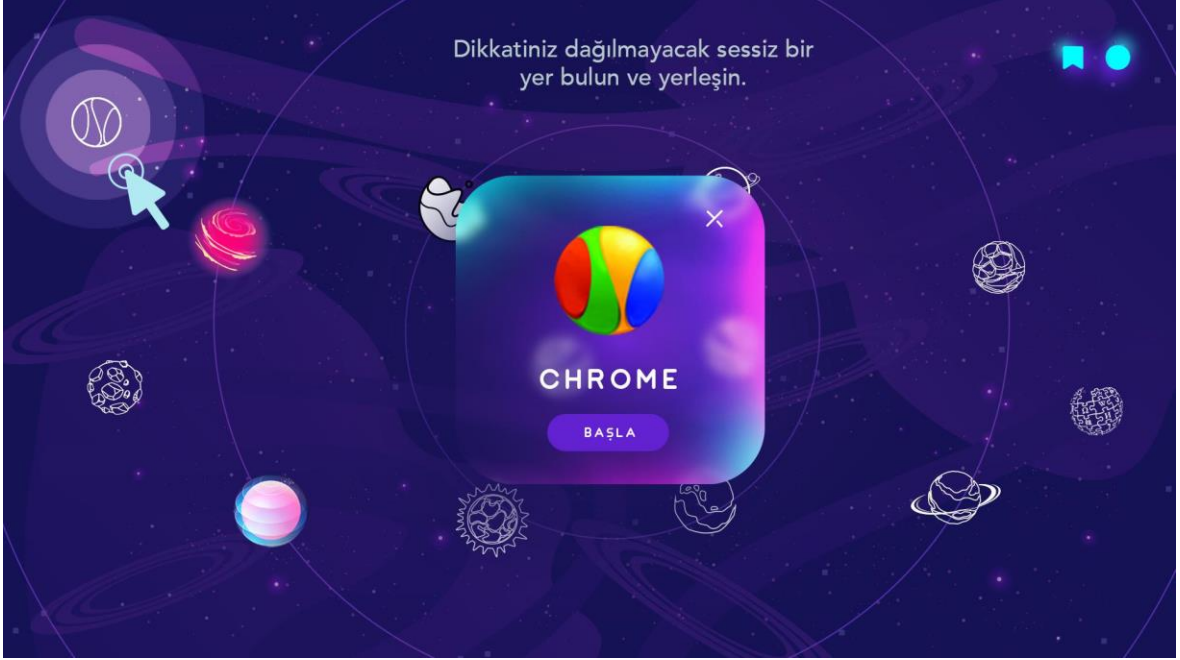 Dikkatiniz dağılmayacak sessiz bir
yer bulun ve yerleşin.
CHROME
BAŞLA